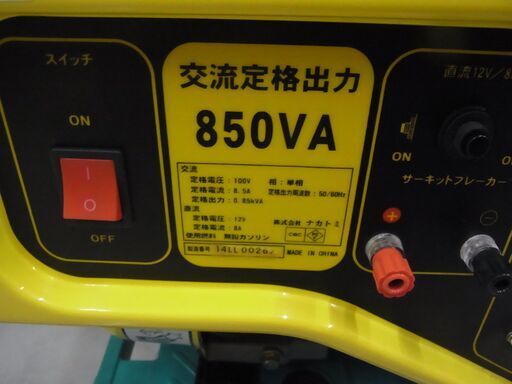 スイッチ
ON
OFF
交流定格出力
850VA
交流
定格電圧：100V 相：単相
定格電流：8.5A 定格出力周波数：50/60Hz
定格出力：0.85kVA
直流
定格電圧：12V
定格電流：8A
株式会社 ナカトミ
使用燃料 無鉛ガソリン
製造番号 14LL0026
MADE IN CHINA
直流12V／8
ON
ON
サーキットブレーカー